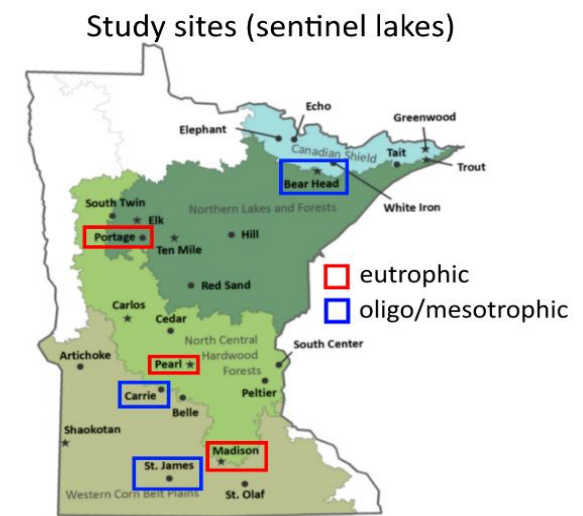 Study sites (sentinel lakes)
Echo
Elephant
Greenwood
Canadian Shield
Tait
Trout
Bear Head
White Iron
South Twin
Elk
Northern Lakes and Forests
Portage
Ten Mile
Hill
eutrophic
Red Sand
oligo/mesotrophic
Carlos
Cedar
North Central
Hardwood
Forests
South Center
Artichoke
Pearl
Carrie
Peltier
Belle
Shaokotan
Madison
St. James
Western Corn Belt Plains
St. Olaf